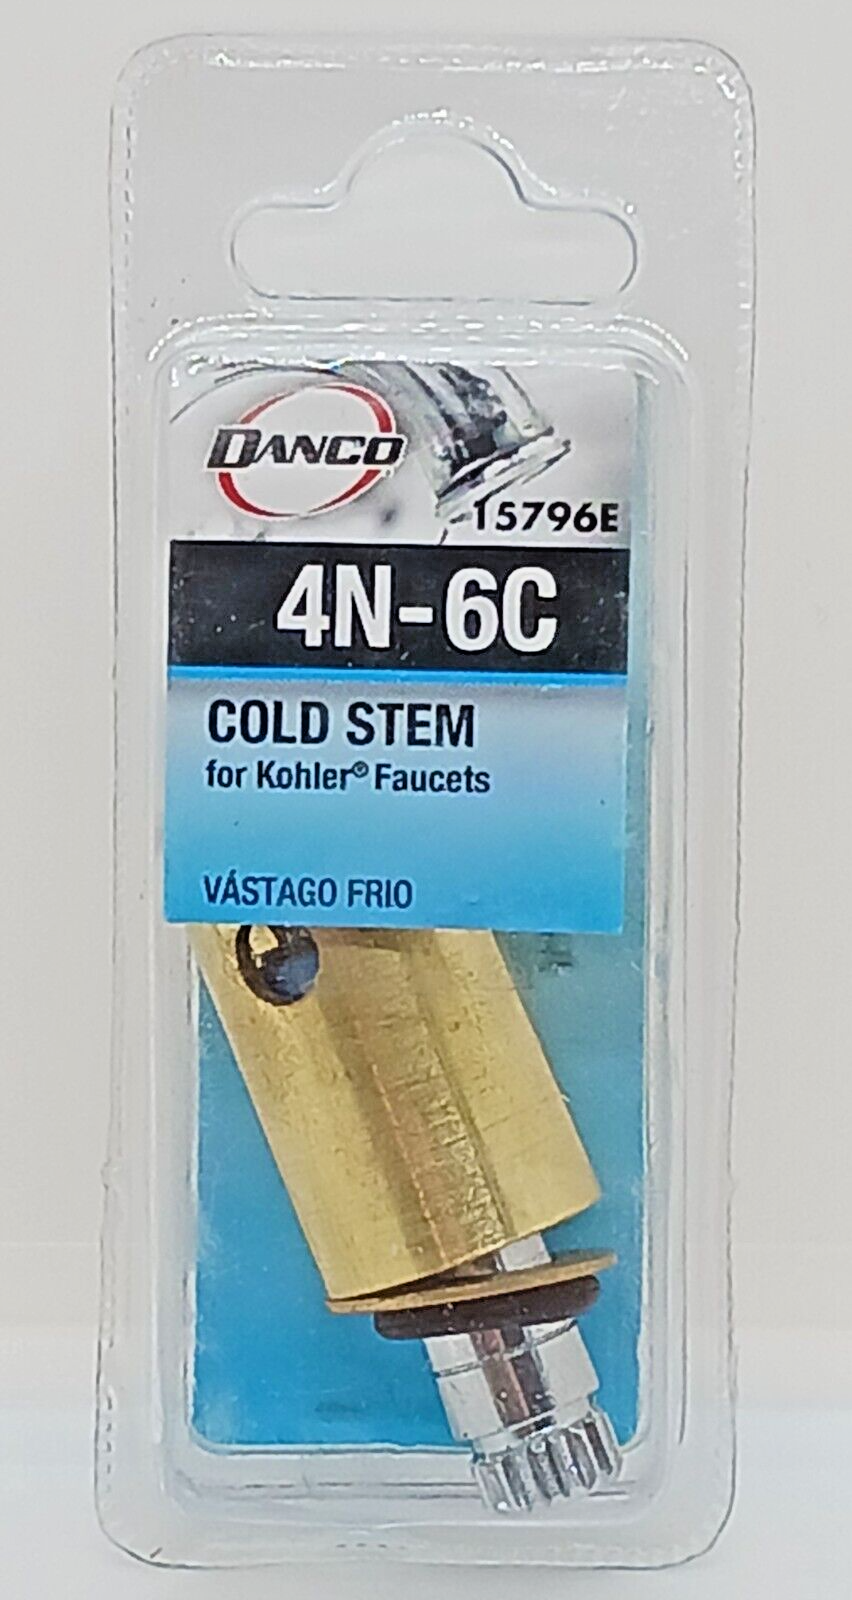 DANCO
15796E
4N-6C
COLD STEM
for Kohler® Faucets
VÁSTAGO FRIO